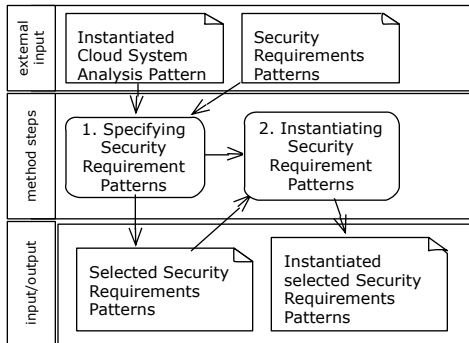 external
input
Instantiated
Cloud System
Analysis Pattern
Security
Requirements
Patterns
method steps
1. Specifying
Security
Requirement
Patterns
2. Instantiating
Security
Requirement
Patterns
input/output
Selected Security
Requirements
Patterns
Instantiated
selected Security
Requirements
Patterns